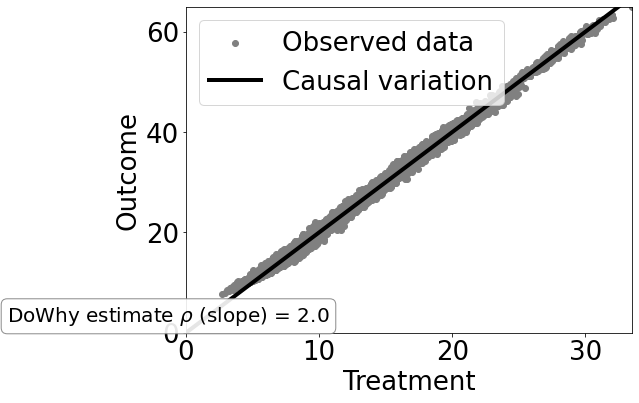 Observed data
Causal variation
Outcome
60
40
20
0
DoWhy estimate ρ (slope) = 2.0
0
10
20
30
Treatment